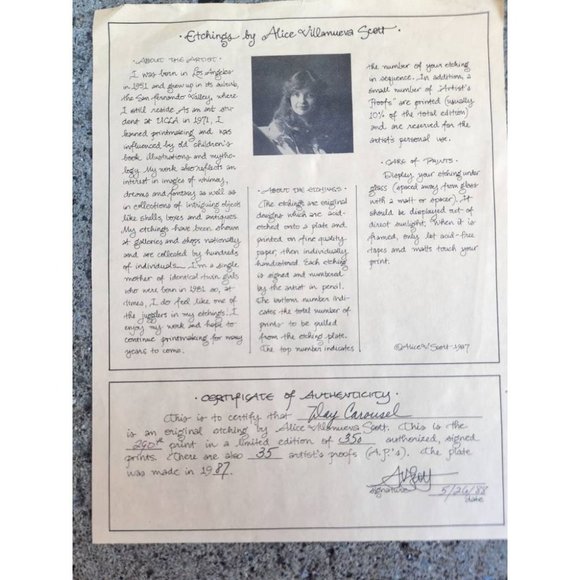 · Etchings by Alice Villanueva Scott ·
· ABOUT THE ARTIST ·
I was born in Los Angeles
in 1951 and grew up in its suburb,
the San Fernando Valley, where
I still reside. As an art stu-
dent at UCLA in 1971, I
learned printmaking and was
influenced by old children's
book illustrations and mytho-
logy. My work also reflects an
interest in images of whimsy,
dreams and fantasy as well as
in collections of intriguing objects
like shells, boxes and antiques.
My etchings have been shown
at galleries and shops nationally
and are collected by hundreds
of individuals. I'm a single
mother of identical twin girls
who were born in 1981 so, at
times, I do feel like one of
the jugglers in my etchings! I
enjoy my work and hope to
continue printmaking for many
years to come.
· ABOUT THE ETCHINGS ·
The etchings are original
designs which are acid-
etched onto a plate and
printed on fine quality
paper, then individually
handcolored. Each etching
is signed and numbered
by the artist in pencil.
The bottom number indi-
cates the total number of
prints to be pulled
from the etching plate.
The top number indicates
the number of your etching
in sequence. In addition, a
small number of "Artist's
Proofs" are printed (usually
10% of the total edition)
and are reserved for the
artist's personal use.
· CARE OF PRINTS ·
Display your etching under
glass (spaced away from glass
with a matt or spacer). It
should be displayed out of
direct sunlight. When it is
framed, only let acid-free
tapes and matts touch your
print.
©Alice V. Scott 1987
· CERTIFICATE OF AUTHENTICITY ·
This is to certify that Day Carousel
is an original etching by Alice Villanueva Scott. This is the
290th print in a limited edition of 350 authorized, signed
prints. There are also 35 artist's proofs (A.P.'s). The plate
was made in 1987.
5/26/88
signature date